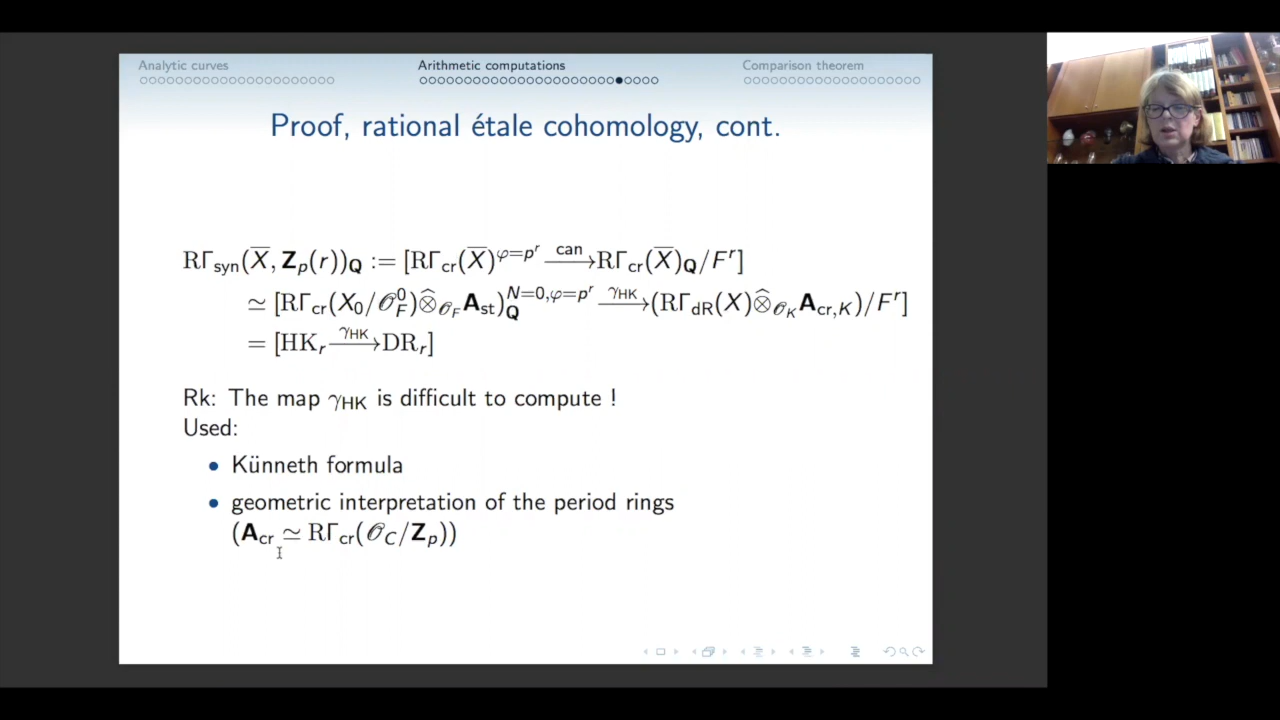 Analytic curves Arithmetic computations Comparison theorem
Proof, rational étale cohomology, cont.
RΓ_syn(X̅, Z_p(r))_Q := [RΓ_cr(X̅)^{φ=p^r} —can→ RΓ_cr(X̅)_Q/F^r]
≃ [RΓ_cr(X_0/𝒪_F^0)⊗̂_{𝒪_F}A_st)_Q^{N=0,φ=p^r} —γ_HK→ (RΓ_dR(X)⊗̂_{𝒪_K}A_{cr,K})/F^r]
= [HK_r —γ_HK→ DR_r]
Rk: The map γ_HK is difficult to compute !
Used:
• Künneth formula
• geometric interpretation of the period rings
(A_cr ≃ RΓ_cr(𝒪_C/Z_p))